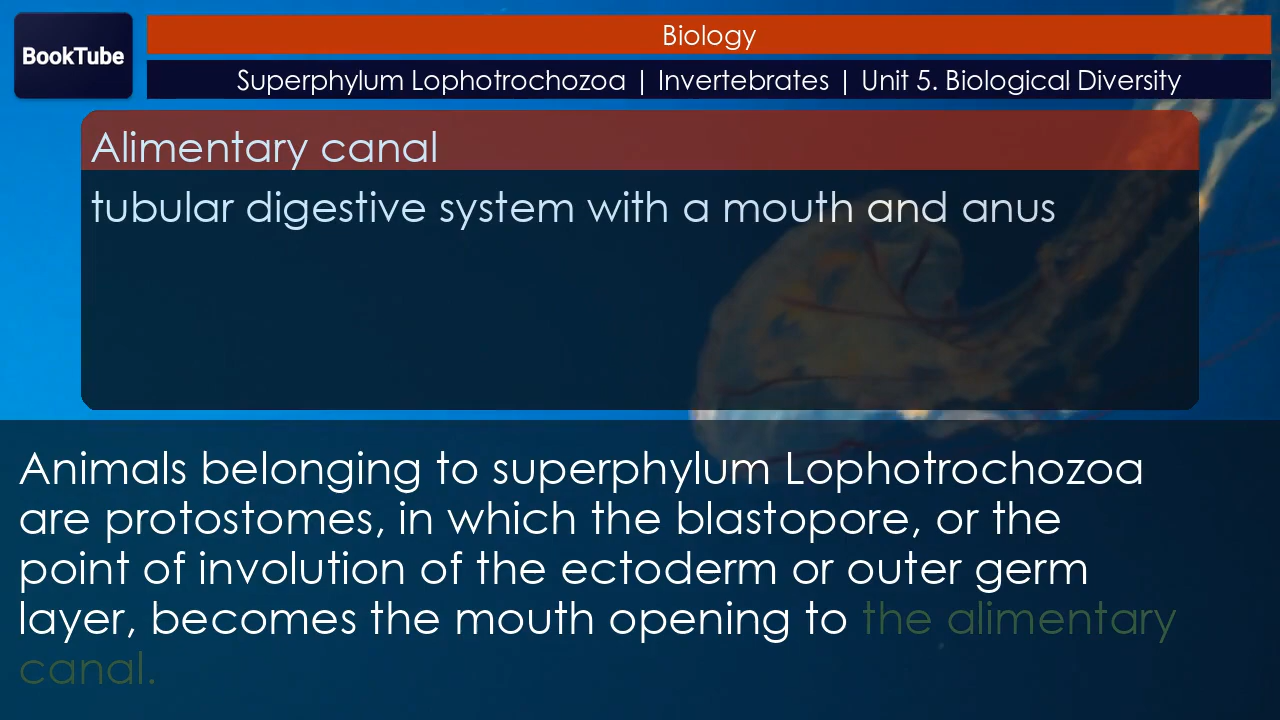 BookTube
Biology
Superphylum Lophotrochozoa | Invertebrates | Unit 5. Biological Diversity
Alimentary canal
tubular digestive system with a mouth and anus
Animals belonging to superphylum Lophotrochozoa
are protostomes, in which the blastopore, or the
point of involution of the ectoderm or outer germ
layer, becomes the mouth opening to the alimentary
canal.